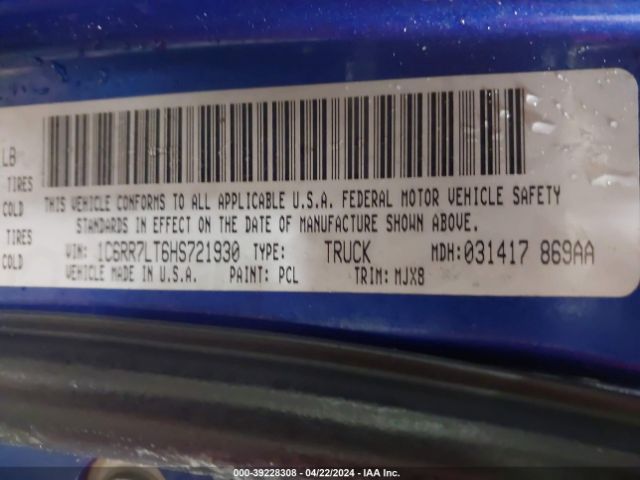 LB
TIRES
COLD
TIRES
COLD
THIS VEHICLE CONFORMS TO ALL APPLICABLE U.S.A. FEDERAL MOTOR VEHICLE SAFETY
STANDARDS IN EFFECT ON THE DATE OF MANUFACTURE SHOWN ABOVE.
VIN: 1C6RR7LT6HS721930 TYPE: TRUCK MDH: 031417 869AA
VEHICLE MADE IN U.S.A. PAINT: PCL TRIM: MJX8
000-39228308 - 04/22/2024 - IAA Inc.